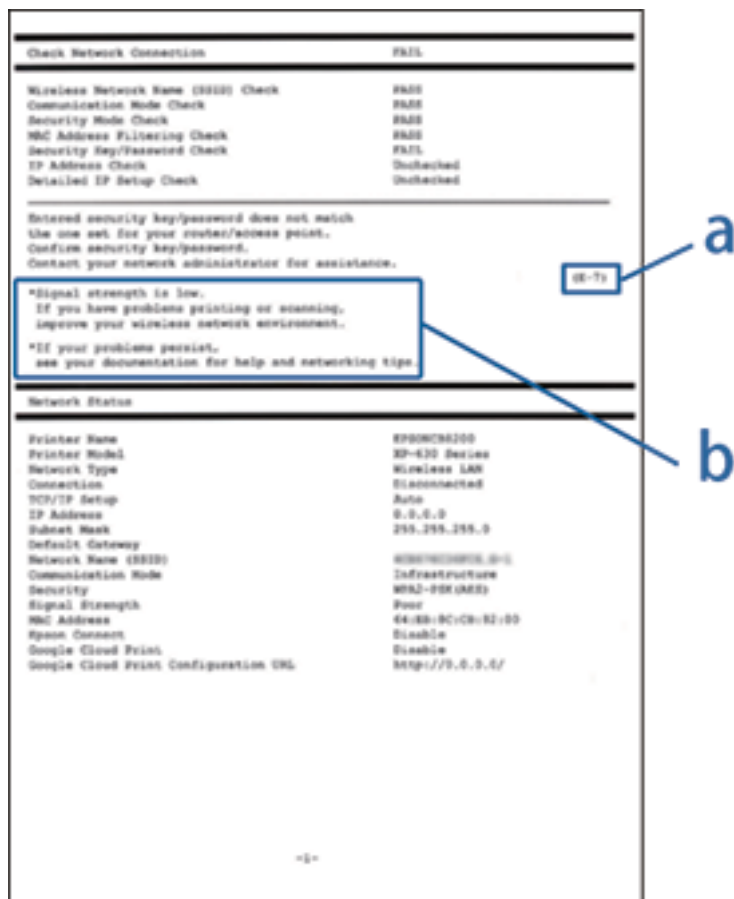 Check Network Connection FAIL
Wireless Network Name (SSID) Check PASS
Communication Mode Check PASS
Security Mode Check PASS
MAC Address Filtering Check PASS
Security Key/Password Check FAIL
IP Address Check Unchecked
Detailed IP Setup Check Unchecked
Entered security key/password does not match
the one set for your router/access point.
Confirm security key/password.
Contact your network administrator for assistance.
(E-7)
a
*Signal strength is low.
If you have problems printing or scanning,
improve your wireless network environment.
*If your problems persist,
see your documentation for help and networking tips.
b
Network Status
Printer Name
Printer Model XP-630 Series
Network Type Wireless LAN
Connection Disconnected
TCP/IP Setup Auto
IP Address 0.0.0.0
Subnet Mask 255.255.255.0
Default Gateway
Network Name (SSID)
Communication Mode Infrastructure
Security WPA2-PSK(AES)
Signal Strength Poor
MAC Address
Epson Connect Disable
Google Cloud Print Disable
Google Cloud Print Configuration URL http://0.0.0.0/
-1-